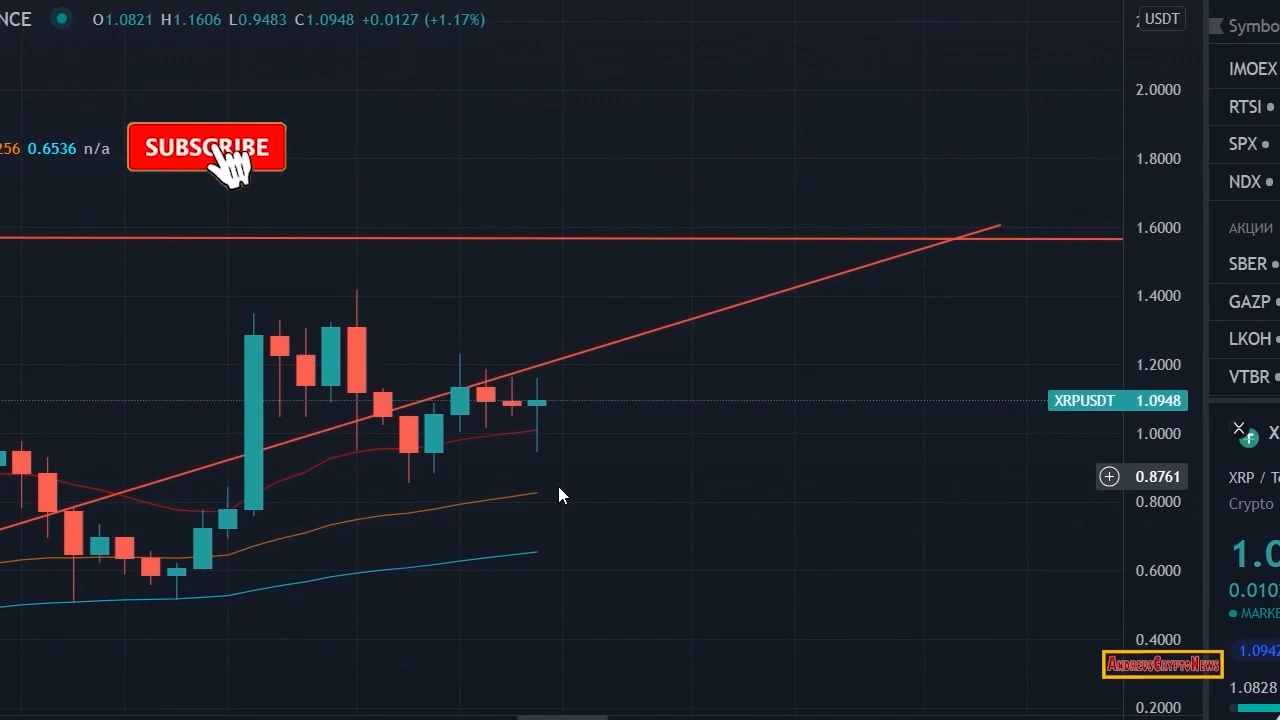 NCE O1.0821 H1.1606 L0.9483 C1.0948 +0.0127 (+1.17%)
USDT
Symbo
2.0000
IMOEX
RTSI
256 0.6536 n/a
SUBSCRIBE
1.8000
SPX
NDX
1.6000
АКЦИИ
SBER
1.4000
GAZP
LKOH
1.2000
VTBR
XRPUSDT 1.0948
1.0000
X
0.8761
XRP / Te
0.8000
Crypto
1.0
0.6000
0.010
MARKE
0.4000
1.0942
ANDREVSCRYPTONEWS
1.0828
0.2000